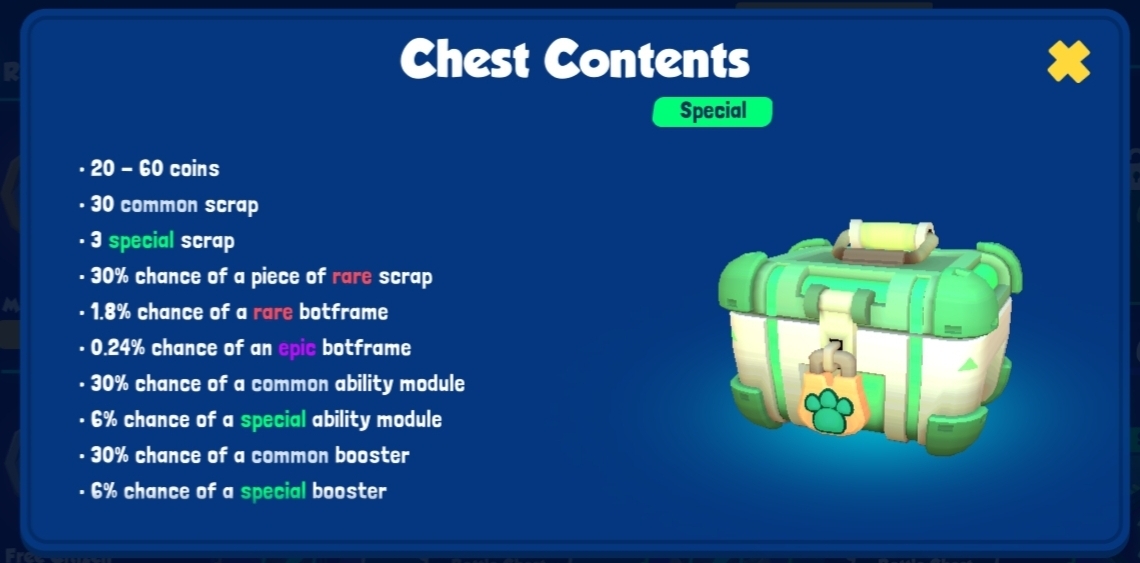 Chest Contents
Special
• 20 – 60 coins
• 30 common scrap
• 3 special scrap
• 30% chance of a piece of rare scrap
• 1.8% chance of a rare botframe
• 0.24% chance of an epic botframe
• 30% chance of a common ability module
• 6% chance of a special ability module
• 30% chance of a common booster
• 6% chance of a special booster